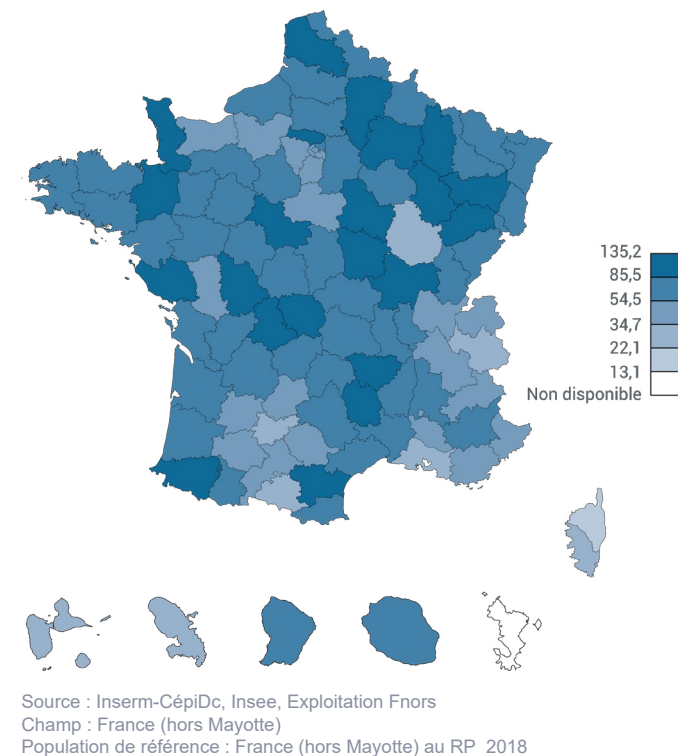 135,2
85,5
54,5
34,7
22,1
13,1
Non disponible
Source : Inserm-CépiDc, Insee, Exploitation Fnors
Champ : France (hors Mayotte)
Population de référence : France (hors Mayotte) au RP 2018